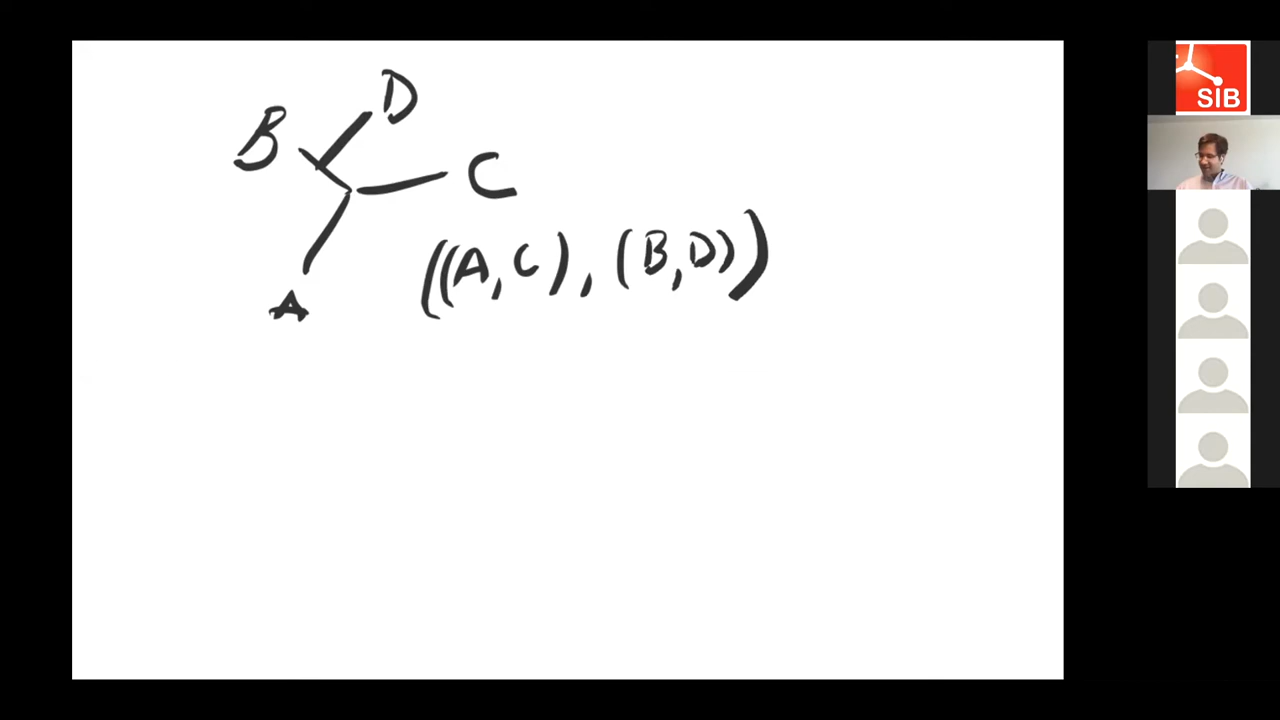 D
B
C
((A, C), (B, D))
A
SIB